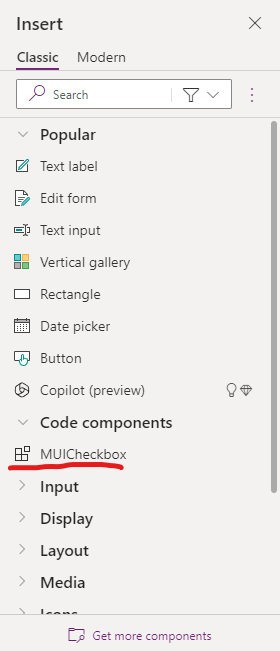 Insert
Classic Modern
Search
Popular
Text label
Edit form
Text input
Vertical gallery
Rectangle
Date picker
Button
Copilot (preview)
Code components
MUICheckbox
Input
Display
Layout
Media
Icons
Get more components